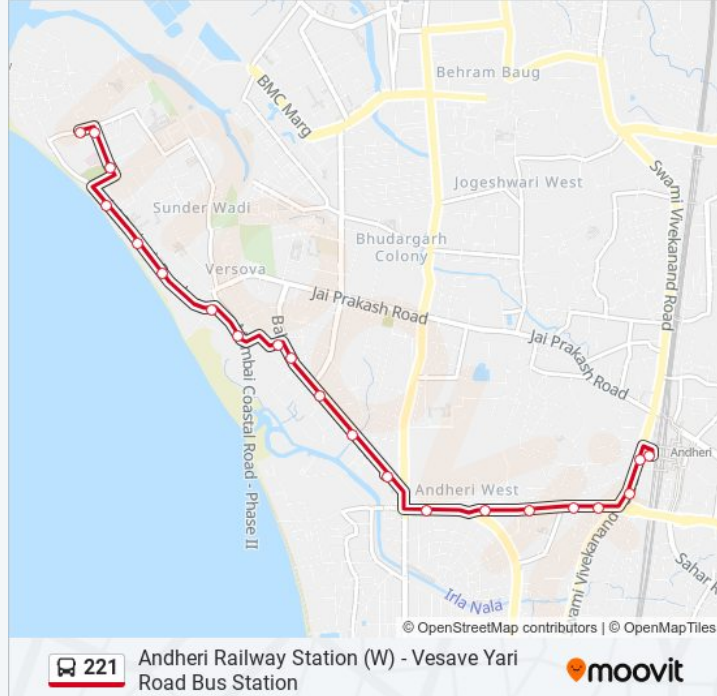 Behram Baug
BMC Marg
Swami Vivekanand Road
Jogeshwari West
Sunder Wadi
Bhudargarh
Colony
Versova
Jai Prakash Road
Jai Prakash Road
Mumbai Coastal Road - Phase II
Andheri
Andheri West
Irla Nala
Sahar R
© OpenStreetMap contributors | © OpenMapTiles
221
Andheri Railway Station (W) - Vesave Yari
Road Bus Station
moovit